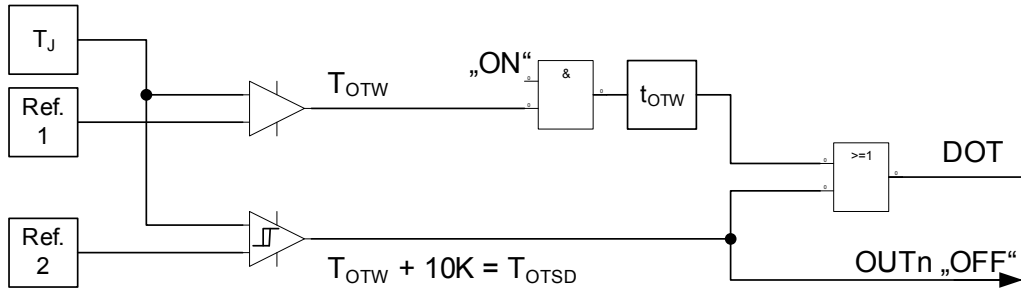 T_J
Ref.
1
Ref.
2
T_OTW
„ON“
&
t_OTW
>=1
DOT
T_OTW + 10K = T_OTSD
OUTn „OFF“